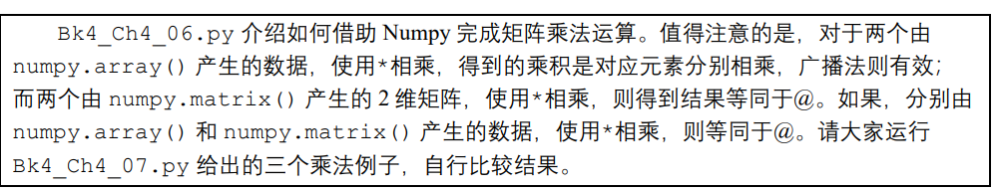 Bk4_Ch4_06.py 介绍如何借助 Numpy 完成矩阵乘法运算。值得注意的是，对于两个由
numpy.array() 产生的数据，使用*相乘，得到的乘积是对应元素分别相乘，广播法则有效；
而两个由 numpy.matrix() 产生的 2 维矩阵，使用*相乘，则得到结果等同于@。如果，分别由
numpy.array() 和 numpy.matrix() 产生的数据，使用*相乘，则等同于@。请大家运行
Bk4_Ch4_07.py 给出的三个乘法例子，自行比较结果。